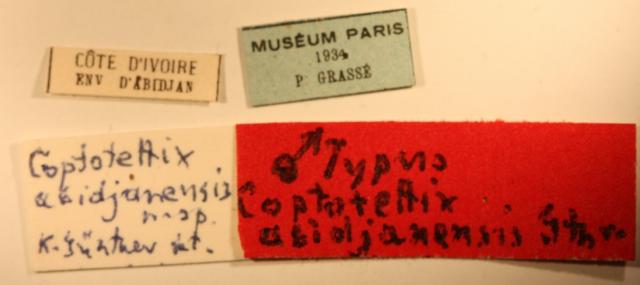 CÔTE D'IVOIRE
ENV D'ABIDJAN
MUSÉUM PARIS
1934
P GRASSÉ
Coptotettix
abidjanensis
n. sp.
K. Günther det.
♂ Typus
Coptotettix
abidjanensis Gthr.